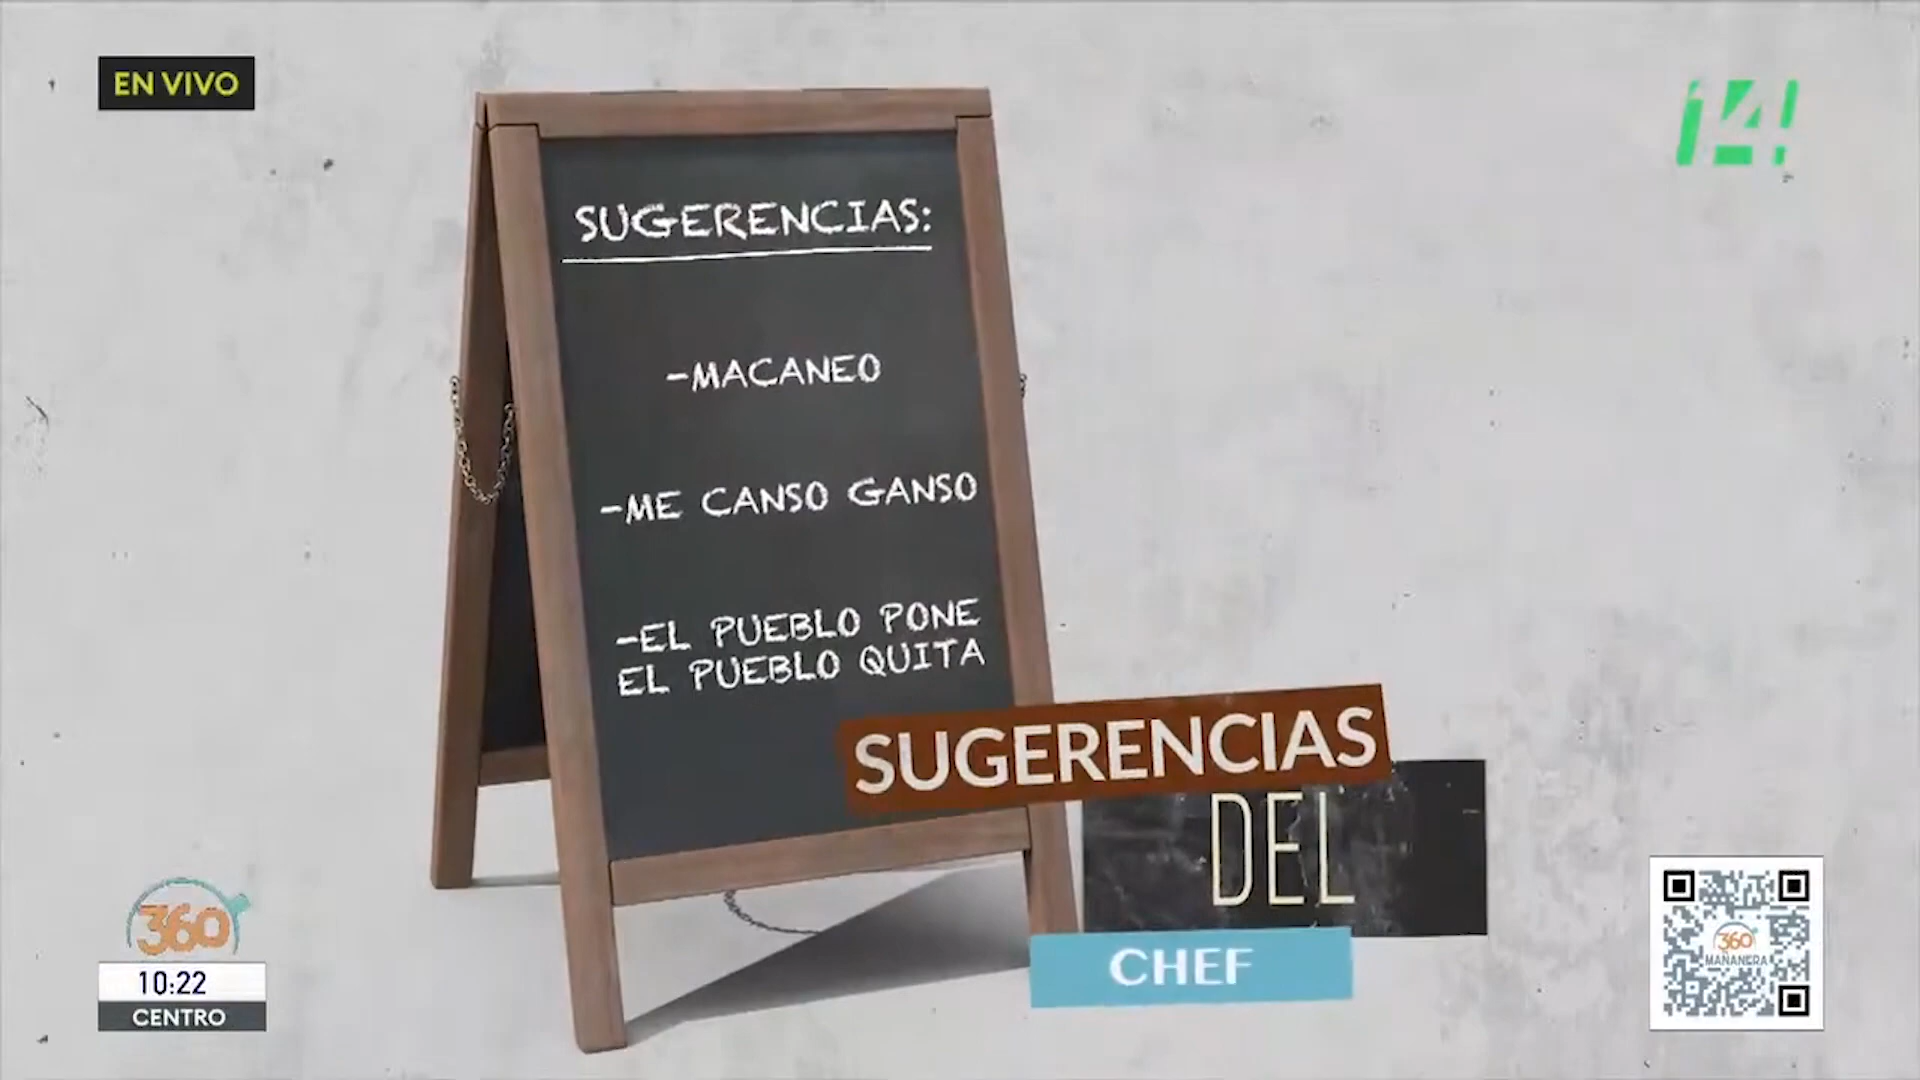 EN VIVO
14
SUGERENCIAS:
-MACANEO
-ME CANSO GANSO
-EL PUEBLO PONE
EL PUEBLO QUITA
SUGERENCIAS
DEL
CHEF
360
10:22
CENTRO
360
MAÑANERA